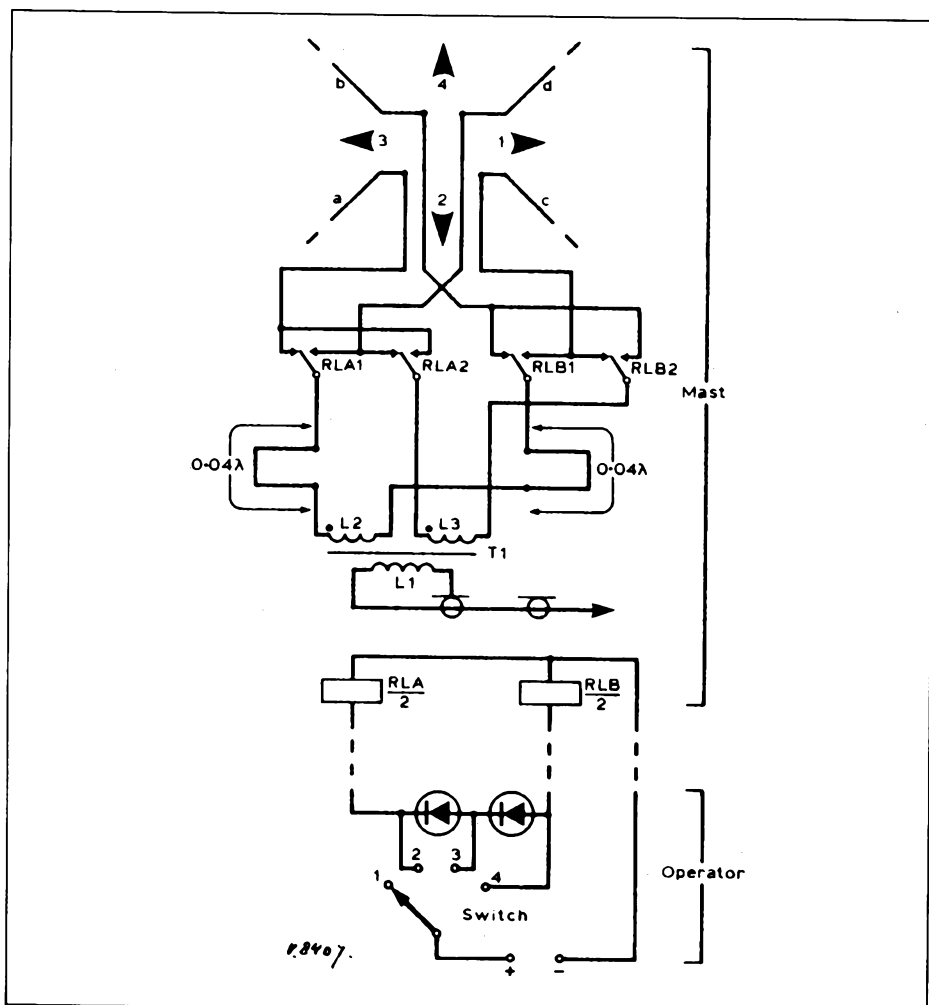 b
d
4
3
1
a
2
c
RLA1
RLA2
RLB1
RLB2
Mast
0·04λ
0·04λ
L2
L3
T1
L1
RLA
2
RLB
2
2
3
1
4
Operator
Switch
+
-
V.8407.